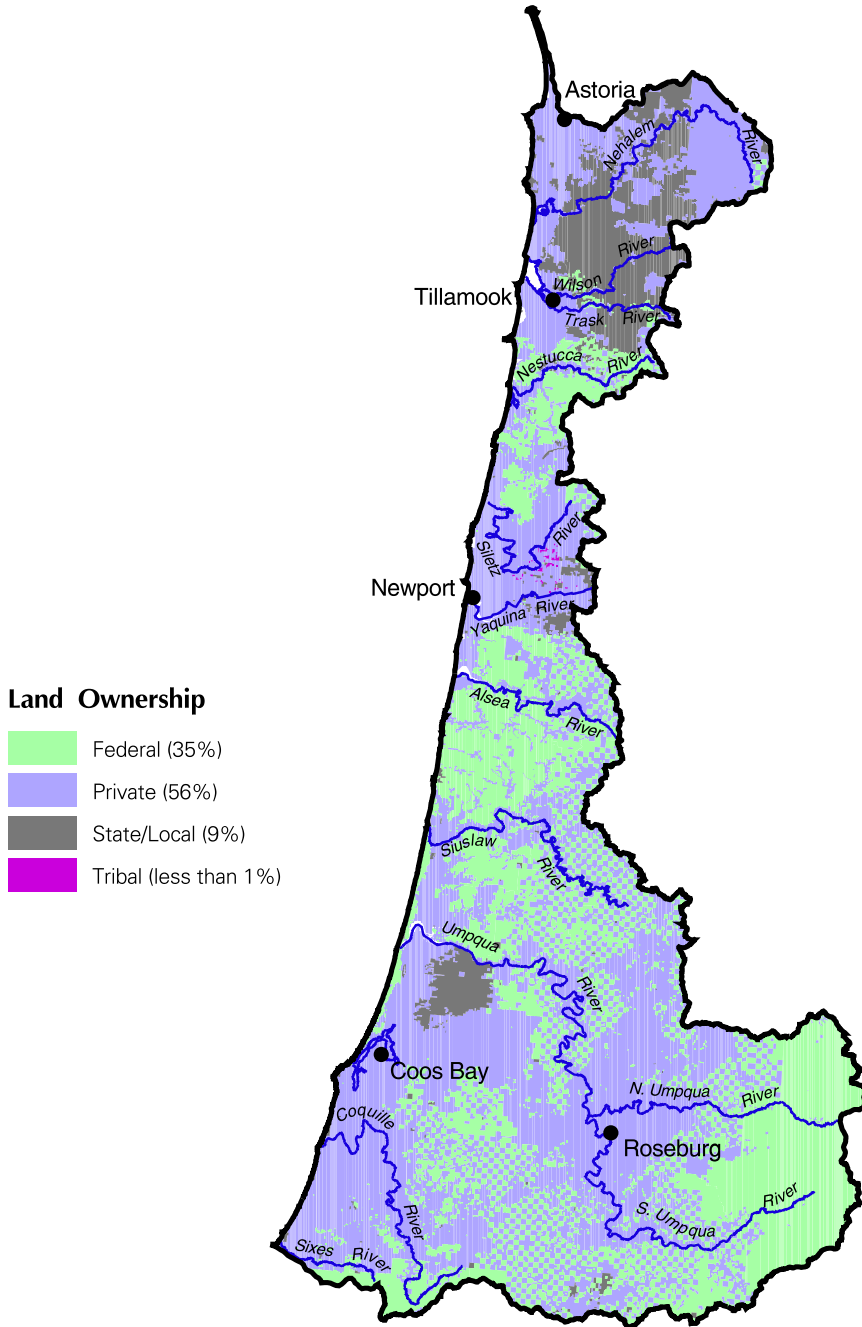 Astoria
Nehalem
River
River
Wilson
Tillamook
Trask River
Nestucca River
Siletz River
Newport
Yaquina River
Land Ownership
Federal (35%)
Private (56%)
State/Local (9%)
Tribal (less than 1%)
Alsea
River
Siuslaw
River
Umpqua
River
Coos Bay
N. Umpqua River
Coquille
River
Roseburg
S. Umpqua River
Sixes River